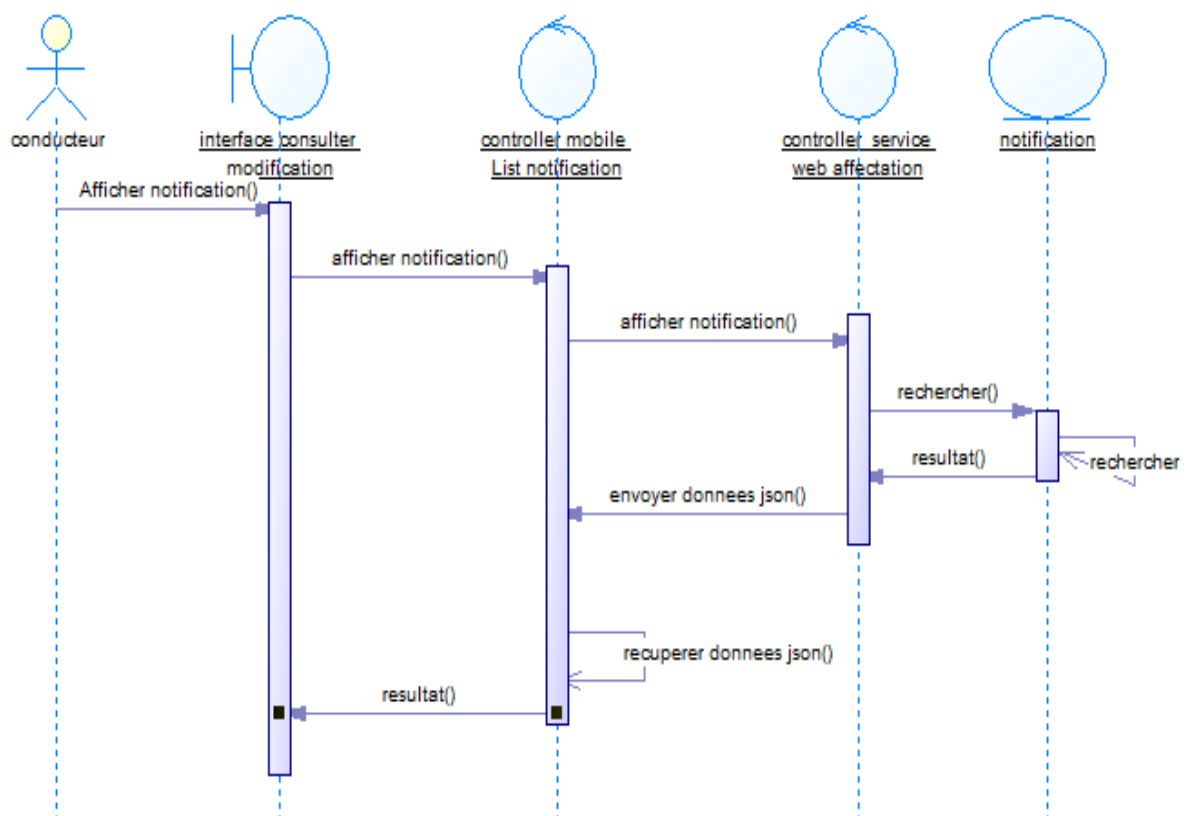 conducteur
interface consulter
modification
controller mobile
List notification
controller service
web affectation
notification
Afficher notification()
afficher notification()
afficher notification()
rechercher()
rechercher
resultat()
envoyer donnees json()
recuperer donnees json()
resultat()